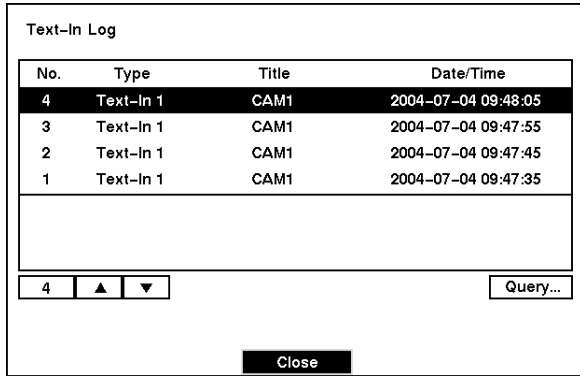 Text-In Log
No. Type Title Date/Time
4 Text-In 1 CAM1 2004-07-04 09:48:05
3 Text-In 1 CAM1 2004-07-04 09:47:55
2 Text-In 1 CAM1 2004-07-04 09:47:45
1 Text-In 1 CAM1 2004-07-04 09:47:35
4 ▲ ▼ Query...
Close